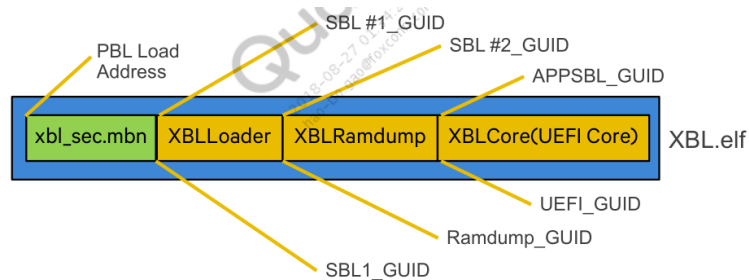 SBL #1_GUID
PBL Load
Address
SBL #2_GUID
APPSBL_GUID
xbl_sec.mbn
XBLLoader
XBLRamdump
XBLCore(UEFI Core)
XBL.elf
UEFI_GUID
Ramdump_GUID
SBL1_GUID